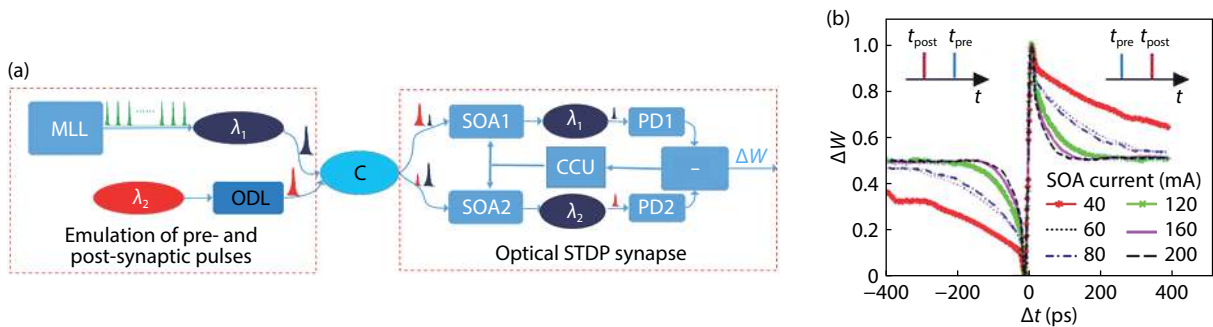 (a)
MLL
λ1
λ2
ODL
Emulation of pre- and
post-synaptic pulses
C
SOA1
λ1
PD1
CCU
–
ΔW
SOA2
λ2
PD2
Optical STDP synapse
(b)
tpost
tpre
t
tpre
tpost
t
ΔW
1.0
0.8
0.6
0.4
0.2
0
SOA current (mA)
40 120
60 160
80 200
−400 −200 0 200 400
Δt (ps)